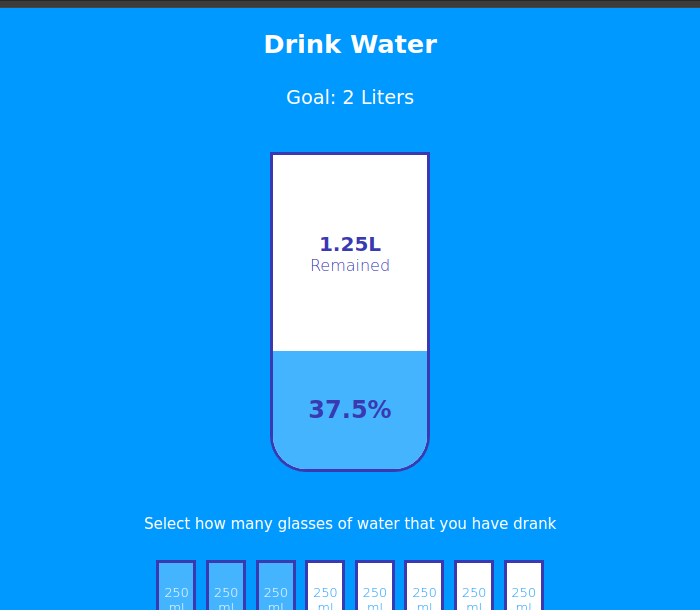 Drink Water
Goal: 2 Liters
1.25L
Remained
37.5%
Select how many glasses of water that you have drank
250 250 250 250 250 250 250 250
ml ml ml ml ml ml ml ml